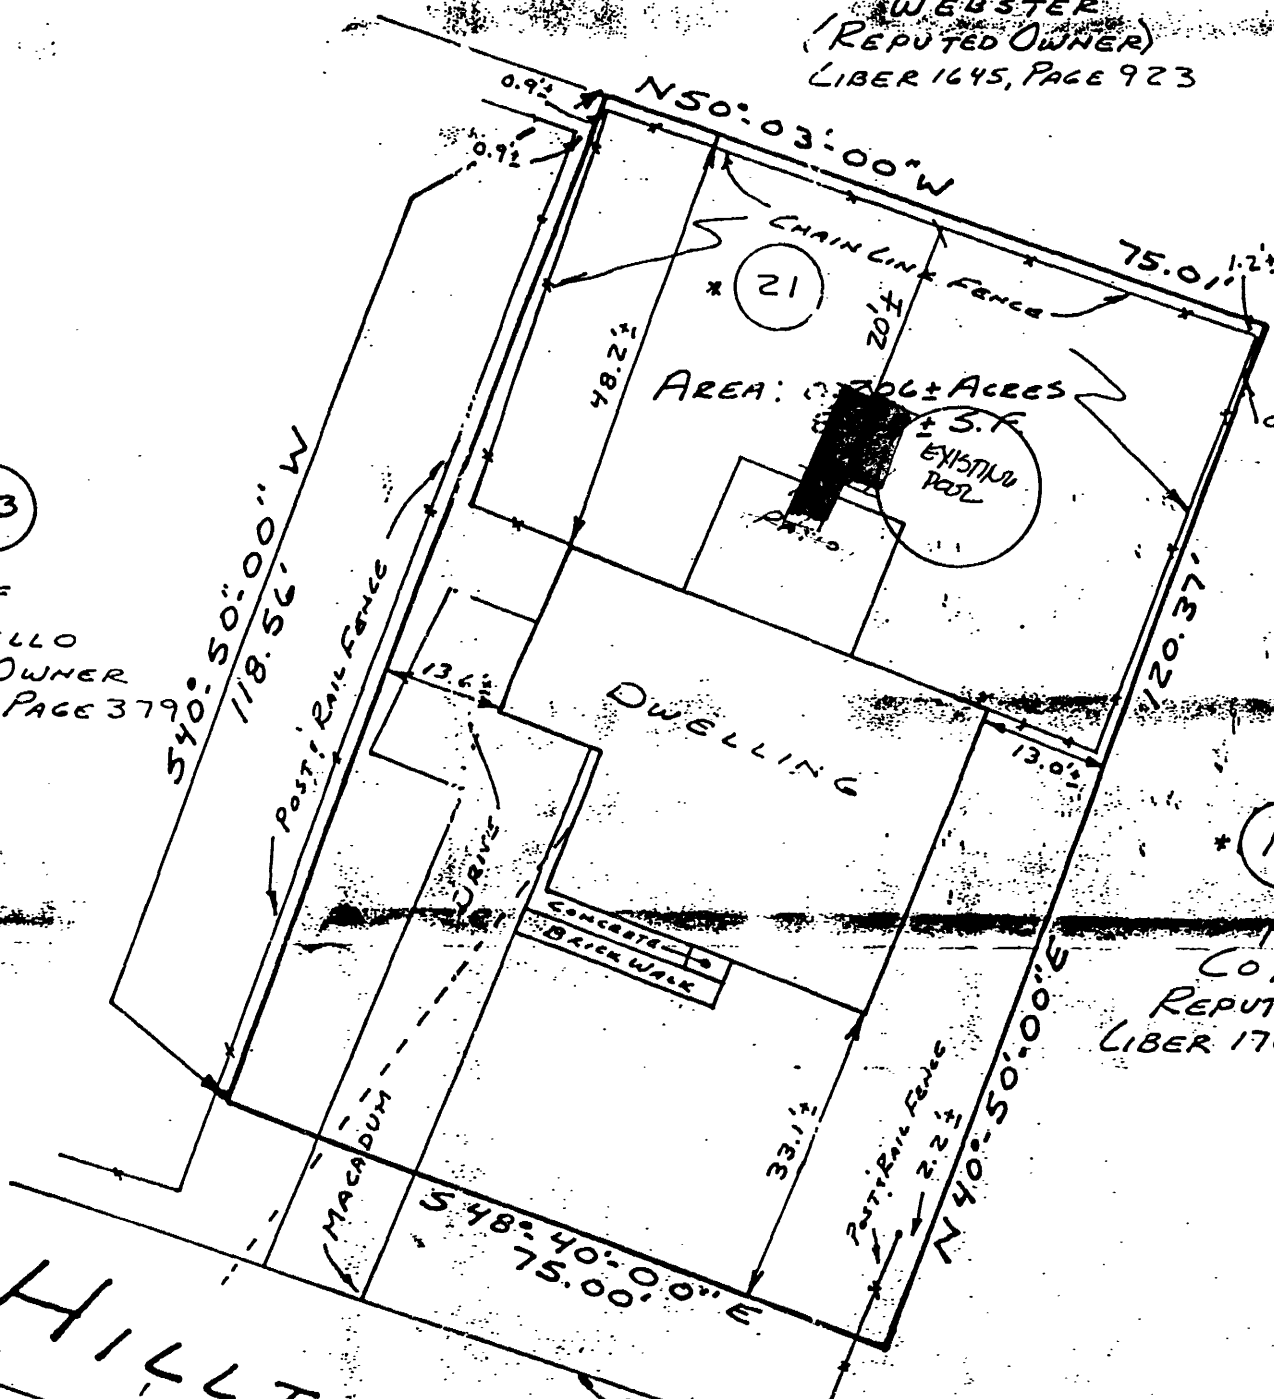 WEBSTER
(REPUTED OWNER)
LIBER 1645, PAGE 923
0.9'±
N50°-03'-00"W
0.9'±
75.01'
1.2'±
CHAIN LINK FENCE
* 21
20'±
48.2'±
AREA: 06± ACRES
± S.F.
EXISTING
POOL
PATIO
3
LLO
OWNER
PAGE 379
S40°-50'-00"W
118.56'
POST & RAIL FENCE
13.6'±
DWELLING
13.0'±
120.37'
DRIVE
CONCRETE
BRICK WALK
MACADUM
*
REPUT
LIBER 17
N40°-50'-00"E
33.1'±
POST & RAIL FENCE
2.2'±
S48°-40'-00"E
75.00'
HILLT